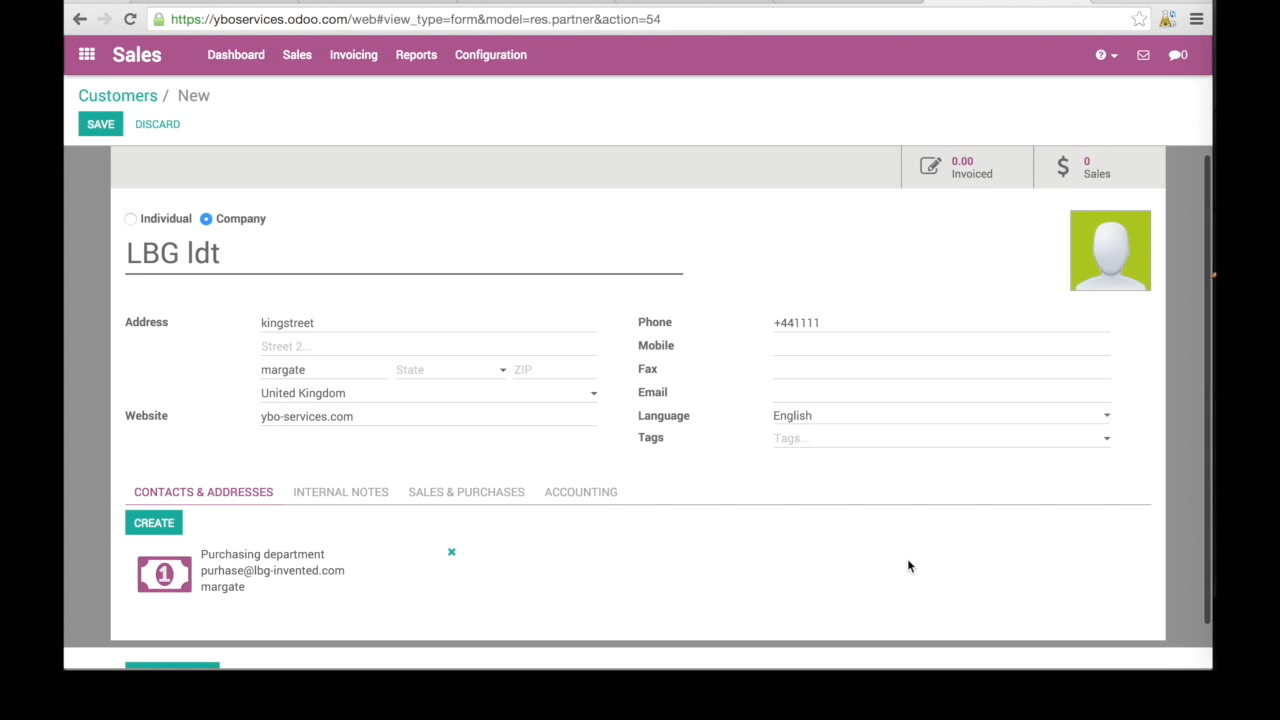 https://yboservices.odoo.com/web#view_type=form&model=res.partner&action=54
Sales Dashboard Sales Invoicing Reports Configuration 0
Customers / New
SAVE DISCARD
0.00 Invoiced 0 Sales
Individual Company
LBG ldt
Address kingstreet Phone +441111
Street 2... Mobile
margate State ZIP Fax
United Kingdom Email
Website ybo-services.com Language English
Tags Tags...
CONTACTS & ADDRESSES INTERNAL NOTES SALES & PURCHASES ACCOUNTING
CREATE
Purchasing department
1 purhase@lbg-invented.com
margate